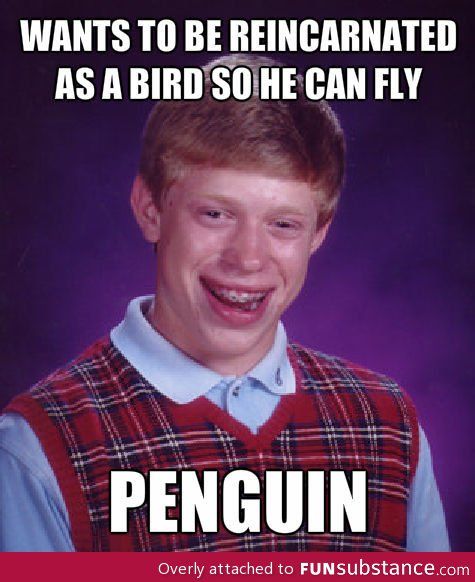 WANTS TO BE REINCARNATED
AS A BIRD SO HE CAN FLY
PENGUIN
Overly attached to FUNsubstance.com